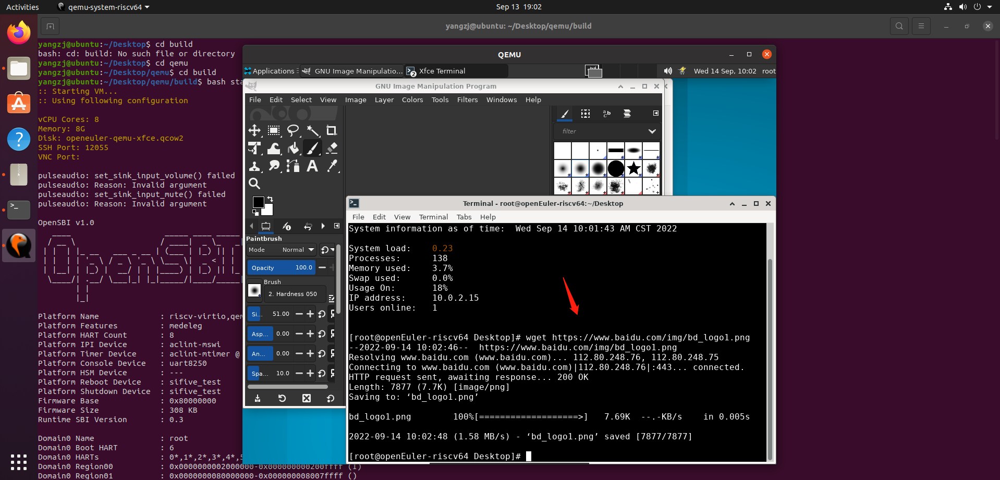 Activities
qemu-system-riscv64
Sep 13  19:02
yangzj@ubuntu: ~/Desktop/qemu/build
yangzj@ubuntu:~/Desktop$ cd build
bash: cd: build: No such file or directory
yangzj@ubuntu:~/Desktop$ cd qemu
yangzj@ubuntu:~/Desktop/qemu$ cd build
yangzj@ubuntu:~/Desktop/qemu/build$ bash sta
:: Starting VM...
:: Using following configuration
vCPU Cores: 8
Memory: 8G
Disk: openeuler-qemu-xfce.qcow2
SSH Port: 12055
VNC Port:
pulseaudio: set_sink_input_volume() failed
pulseaudio: Reason: Invalid argument
pulseaudio: set_sink_input_mute() failed
pulseaudio: Reason: Invalid argument
OpenSBI v1.0
Platform Name             : riscv-virtio,qem
Platform Features         : medeleg
Platform HART Count       : 8
Platform IPI Device       : aclint-mswi
Platform Timer Device     : aclint-mtimer @
Platform Console Device   : uart8250
Platform HSM Device       : ---
Platform Reboot Device    : sifive_test
Platform Shutdown Device  : sifive_test
Firmware Base             : 0x80000000
Firmware Size             : 308 KB
Runtime SBI Version       : 0.3
Domain0 Name              : root
Domain0 Boot HART         : 6
Domain0 HARTs             : 0*,1*,2*,3*,4*,5
Domain0 Region00          : 0x0000000002000000-0x000000000200ffff (I)
Domain0 Region01          : 0x0000000080000000-0x000000008007ffff ()
QEMU
Applications
GNU Image Manipulatio...
Xfce Terminal
2
Wed 14 Sep, 10:02
root
GNU Image Manipulation Program
File Edit Select View Image Layer Colors Tools Filters Windows Help
filter
Paintbrush
Mode Normal
Opacity 100.0
Brush
2. Hardness 050
Si... 51.00
Asp... 0.00
An... 0.00
Spa... 10.0
Terminal - root@openEuler-riscv64:~/Desktop
File Edit View Terminal Tabs Help
System information as of time:  Wed Sep 14 10:01:43 AM CST 2022
System load:    0.23
Processes:      138
Memory used:    3.7%
Swap used:      0.0%
Usage On:       18%
IP address:     10.0.2.15
Users online:   1
[root@openEuler-riscv64 Desktop]# wget https://www.baidu.com/img/bd_logo1.png
--2022-09-14 10:02:46--  https://www.baidu.com/img/bd_logo1.png
Resolving www.baidu.com (www.baidu.com)... 112.80.248.76, 112.80.248.75
Connecting to www.baidu.com (www.baidu.com)|112.80.248.76|:443... connected.
HTTP request sent, awaiting response... 200 OK
Length: 7877 (7.7K) [image/png]
Saving to: ‘bd_logo1.png’
bd_logo1.png        100%[===================>]   7.69K  --.-KB/s    in 0.005s
2022-09-14 10:02:48 (1.58 MB/s) - ‘bd_logo1.png’ saved [7877/7877]
[root@openEuler-riscv64 Desktop]#